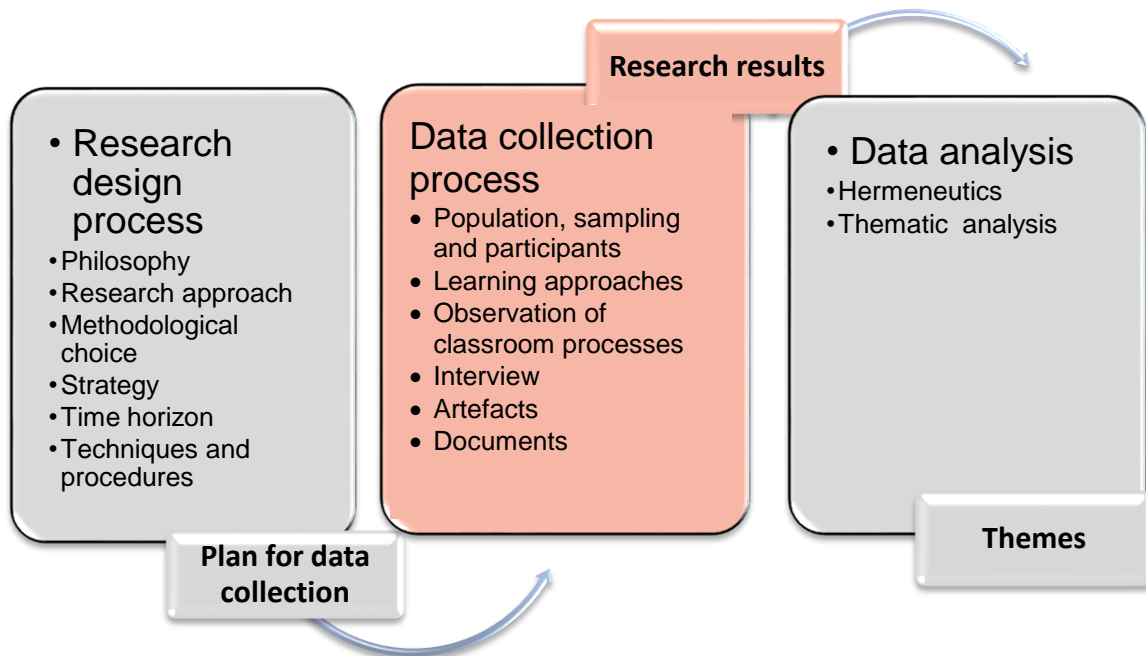 • Research
design
process
•Philosophy
•Research approach
•Methodological
choice
•Strategy
•Time horizon
•Techniques and
procedures
Plan for data
collection
Research results
Data collection
process
• Population, sampling
and participants
• Learning approaches
• Observation of
classroom processes
• Interview
• Artefacts
• Documents
• Data analysis
•Hermeneutics
•Thematic analysis
Themes